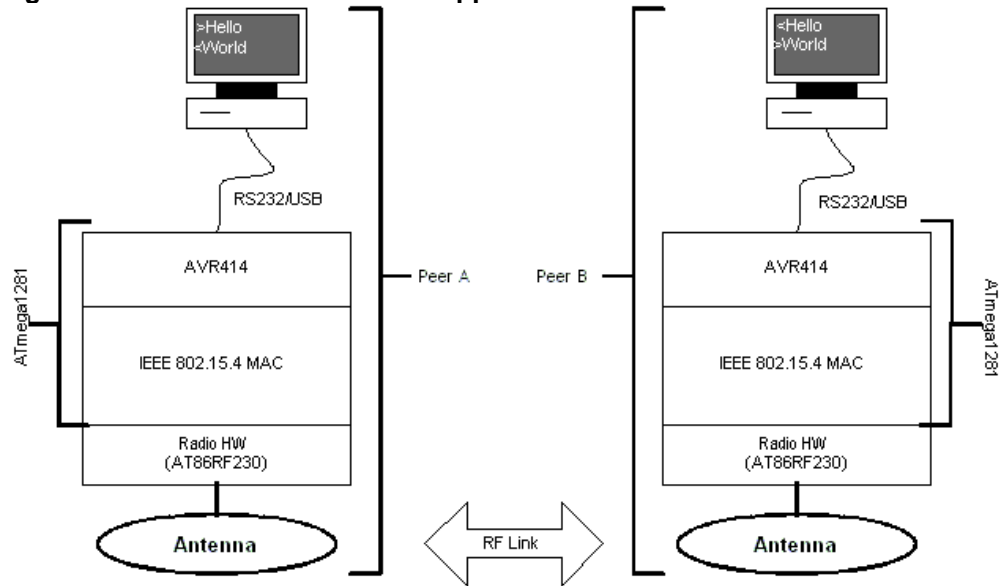 >Hello
<World
RS232/USB
AVR414
IEEE 802.15.4 MAC
Radio HW
(AT86RF230)
Antenna
ATmega1281
Peer A
RF Link
Peer B
<Hello
>World
RS232/USB
AVR414
IEEE 802.15.4 MAC
Radio HW
(AT86RF230)
Antenna
ATmega1281